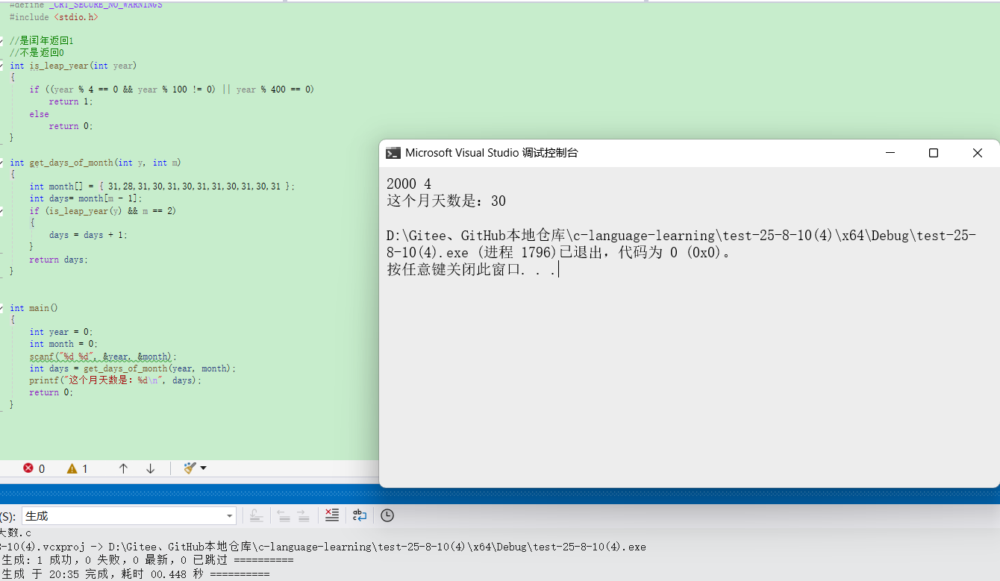 #define _CRT_SECURE_NO_WARNINGS
#include <stdio.h>
//是闰年返回1
//不是返回0
int is_leap_year(int year)
{
if ((year % 4 == 0 && year % 100 != 0) || year % 400 == 0)
return 1;
else
return 0;
}
int get_days_of_month(int y, int m)
{
int month[] = { 31,28,31,30,31,30,31,31,30,31,30,31 };
int days= month[m - 1];
if (is_leap_year(y) && m == 2)
{
days = days + 1;
}
return days;
}
int main()
{
int year = 0;
int month = 0;
scanf("%d %d", &year, &month);
int days = get_days_of_month(year, month);
printf("这个月天数是: %d\n", days);
return 0;
}
Microsoft Visual Studio 调试控制台
2000 4
这个月天数是: 30
D:\Gitee、GitHub本地仓库\c-language-learning\test-25-8-10(4)\x64\Debug\test-25-
8-10(4).exe (进程 1796)已退出，代码为 0 (0x0)。
按任意键关闭此窗口. . .
0 1
(S): 生成
数.c
-10(4).vcxproj -> D:\Gitee、GitHub本地仓库\c-language-learning\test-25-8-10(4)\x64\Debug\test-25-8-10(4).exe
生成: 1 成功，0 失败，0 最新，0 已跳过 ==========
生成 于 20:35 完成，耗时 00.448 秒 ==========